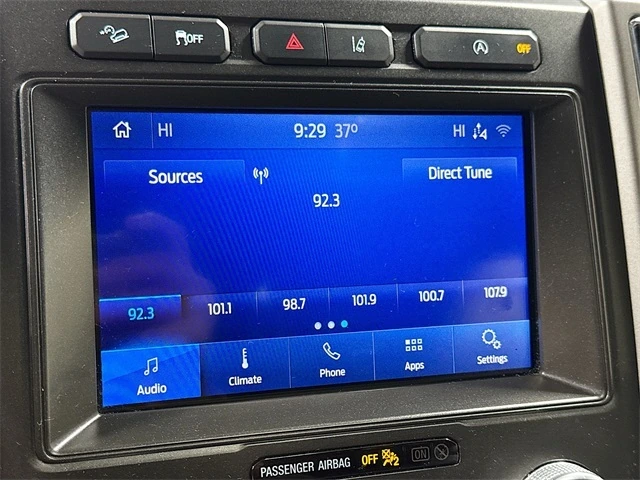 OFF OFF
HI 9:29 37° HI
Sources Direct Tune
92.3
92.3 101.1 98.7 101.9 100.7 107.9
Audio Climate Phone Apps Settings
PASSENGER AIRBAG OFF 2 ON